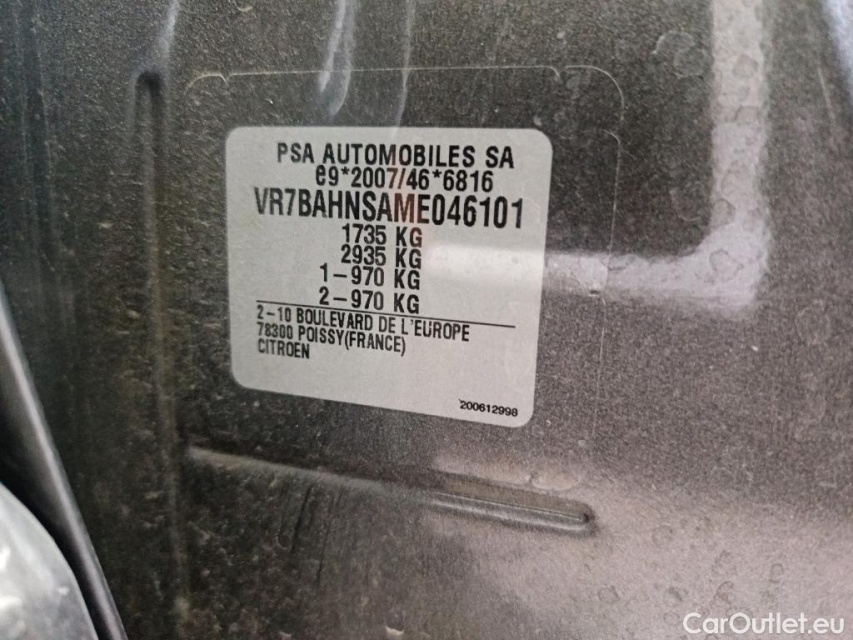 PSA AUTOMOBILES SA
e9*2007/46*6816
VR7BAHNSAME046101
1735 KG
2935 KG
1-970 KG
2-970 KG
2-10 BOULEVARD DE L'EUROPE
78300 POISSY(FRANCE)
CITROEN
200612998
CarOutlet.eu